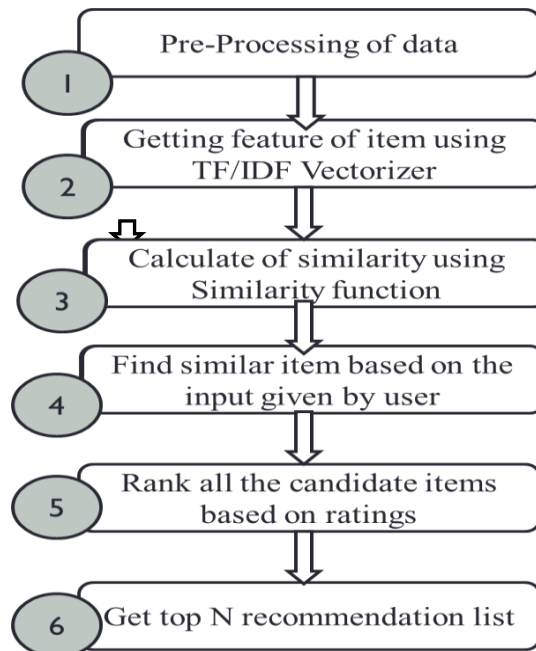 Pre-Processing of data
1
Getting feature of item using
TF/IDF Vectorizer
2
Calculate of similarity using
Similarity function
3
Find similar item based on the
input given by user
4
Rank all the candidate items
based on ratings
5
Get top N recommendation list
6